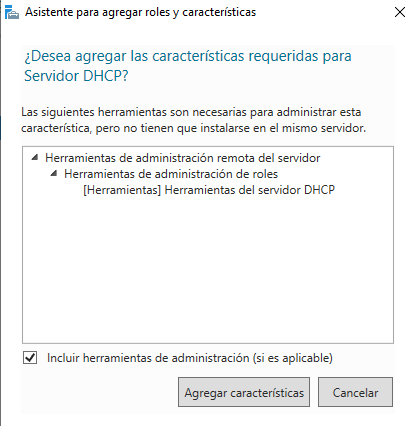 Asistente para agregar roles y características
¿Desea agregar las características requeridas para
Servidor DHCP?
Las siguientes herramientas son necesarias para administrar esta
característica, pero no tienen que instalarse en el mismo servidor.
Herramientas de administración remota del servidor
Herramientas de administración de roles
[Herramientas] Herramientas del servidor DHCP
Incluir herramientas de administración (si es aplicable)
Agregar características
Cancelar